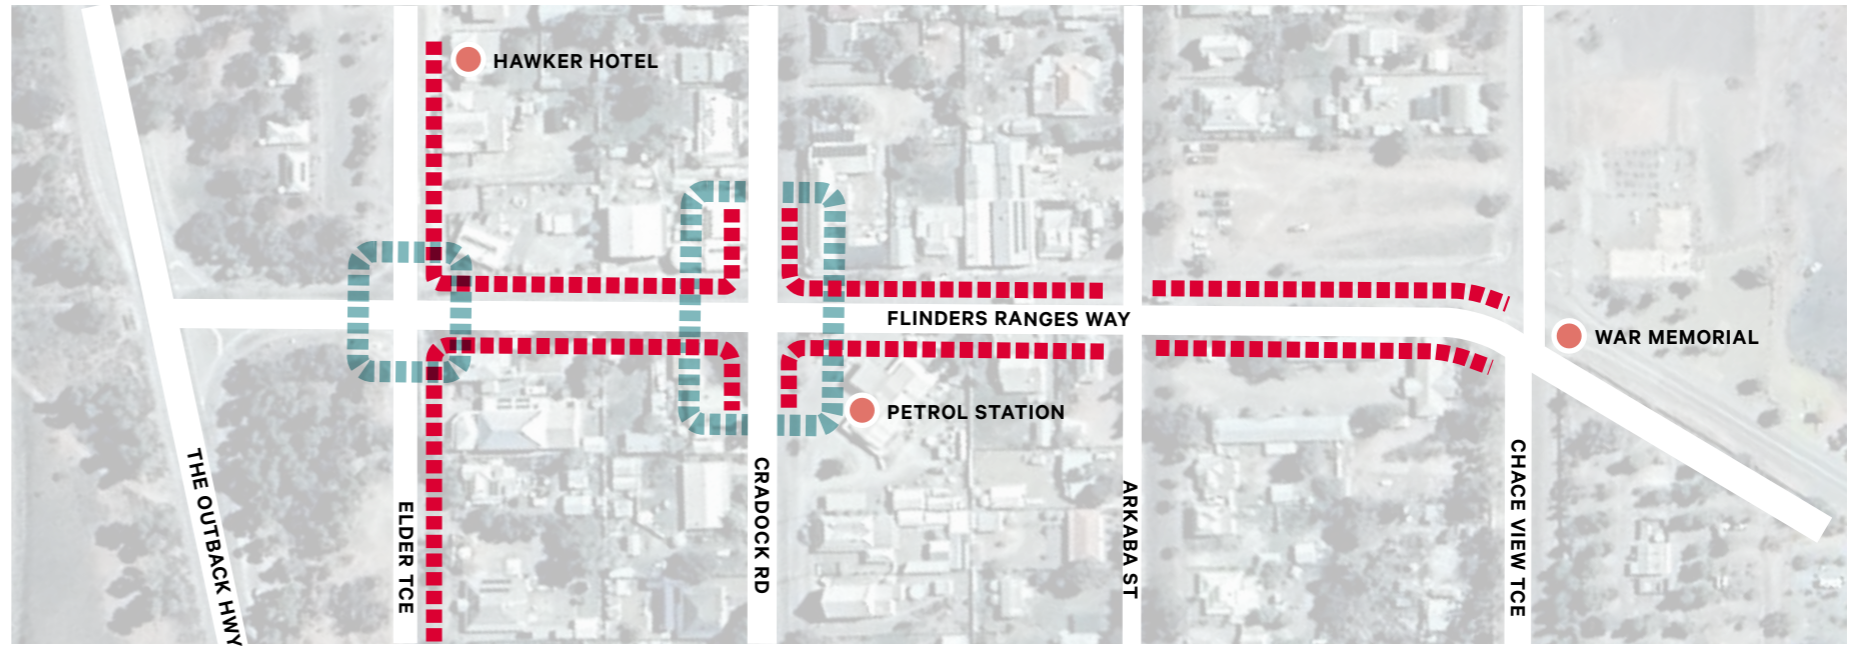 HAWKER HOTEL
FLINDERS RANGES WAY
WAR MEMORIAL
PETROL STATION
THE OUTBACK HWY
ELDER TCE
CRADOCK RD
ARKABA ST
CHACE VIEW TCE